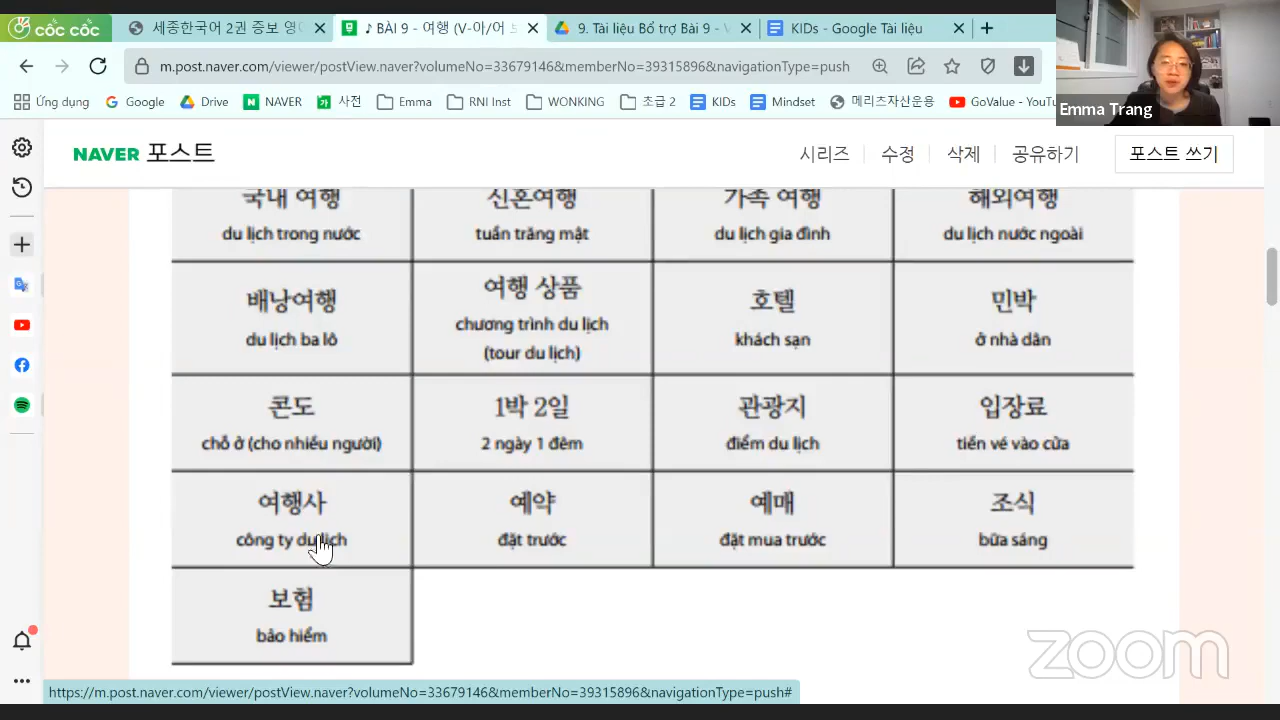 cốc cốc
세종한국어 2권 증보 영어
♪ BÀI 9 - 여행 (V-아/어 보
9. Tài liệu Bổ trợ Bài 9 - V
KIDs - Google Tài liệu
m.post.naver.com/viewer/postView.naver?volumeNo=33679146&memberNo=39315896&navigationType=push
Ứng dụng
Google
Drive
NAVER
사전
Emma
RNI Inst
WONKING
초급 2
KIDs
Mindset
메리츠자산운용
GoValue - YouTu
Emma Trang
NAVER 포스트
시리즈
수정
삭제
공유하기
포스트 쓰기
국내 여행
신혼여행
가족 여행
해외여행
du lịch trong nước
tuần trăng mật
du lịch gia đình
du lịch nước ngoài
배낭여행
여행 상품
호텔
민박
du lịch ba lô
chương trình du lịch
(tour du lịch)
khách sạn
ở nhà dân
콘도
1박 2일
관광지
입장료
chỗ ở (cho nhiều người)
2 ngày 1 đêm
điểm du lịch
tiền vé vào cửa
여행사
예약
예매
조식
công ty du lịch
đặt trước
đặt mua trước
bữa sáng
보험
bảo hiểm
zoom
https://m.post.naver.com/viewer/postView.naver?volumeNo=33679146&memberNo=39315896&navigationType=push#